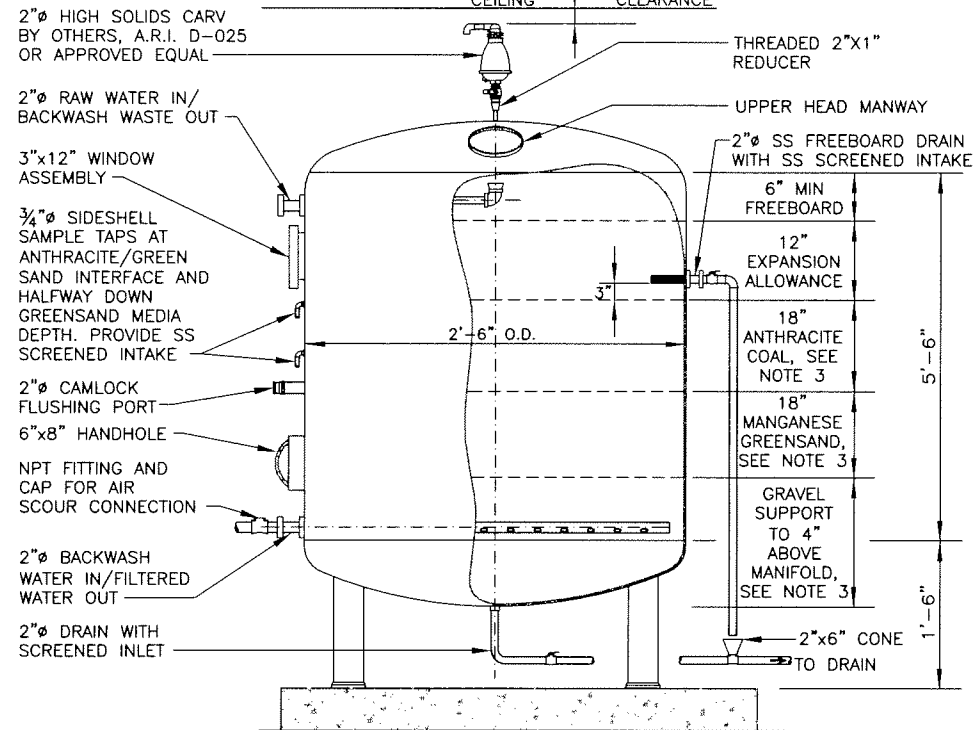 CEILING
CLEARANCE
2"ø HIGH SOLIDS CARV
BY OTHERS, A.R.I. D-025
OR APPROVED EQUAL
THREADED 2"X1"
REDUCER
2"ø RAW WATER IN/
BACKWASH WASTE OUT
UPPER HEAD MANWAY
2"ø SS FREEBOARD DRAIN
WITH SS SCREENED INTAKE
3"x12" WINDOW
ASSEMBLY
6" MIN
FREEBOARD
¾"ø SIDESHELL
SAMPLE TAPS AT
ANTHRACITE/GREEN
SAND INTERFACE AND
HALFWAY DOWN
GREENSAND MEDIA
DEPTH. PROVIDE SS
SCREENED INTAKE
12"
EXPANSION
ALLOWANCE
3"
2'-6" O.D.
18"
ANTHRACITE
COAL, SEE
NOTE 3
5'-6"
2"ø CAMLOCK
FLUSHING PORT
18"
MANGANESE
GREENSAND,
SEE NOTE 3
6"x8" HANDHOLE
NPT FITTING AND
CAP FOR AIR
SCOUR CONNECTION
GRAVEL
SUPPORT
TO 4"
ABOVE
MANIFOLD,
SEE NOTE 3
2"ø BACKWASH
WATER IN/FILTERED
WATER OUT
1'-6"
2"ø DRAIN WITH
SCREENED INLET
2"x6" CONE
TO DRAIN